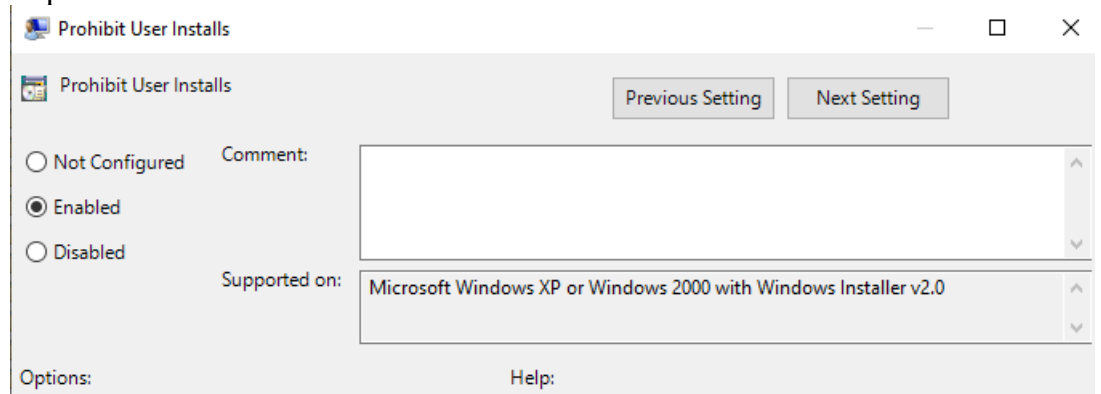 Prohibit User Installs
Prohibit User Installs
Previous Setting Next Setting
Not Configured
Comment:
Enabled
Disabled
Supported on:
Microsoft Windows XP or Windows 2000 with Windows Installer v2.0
Options:
Help: